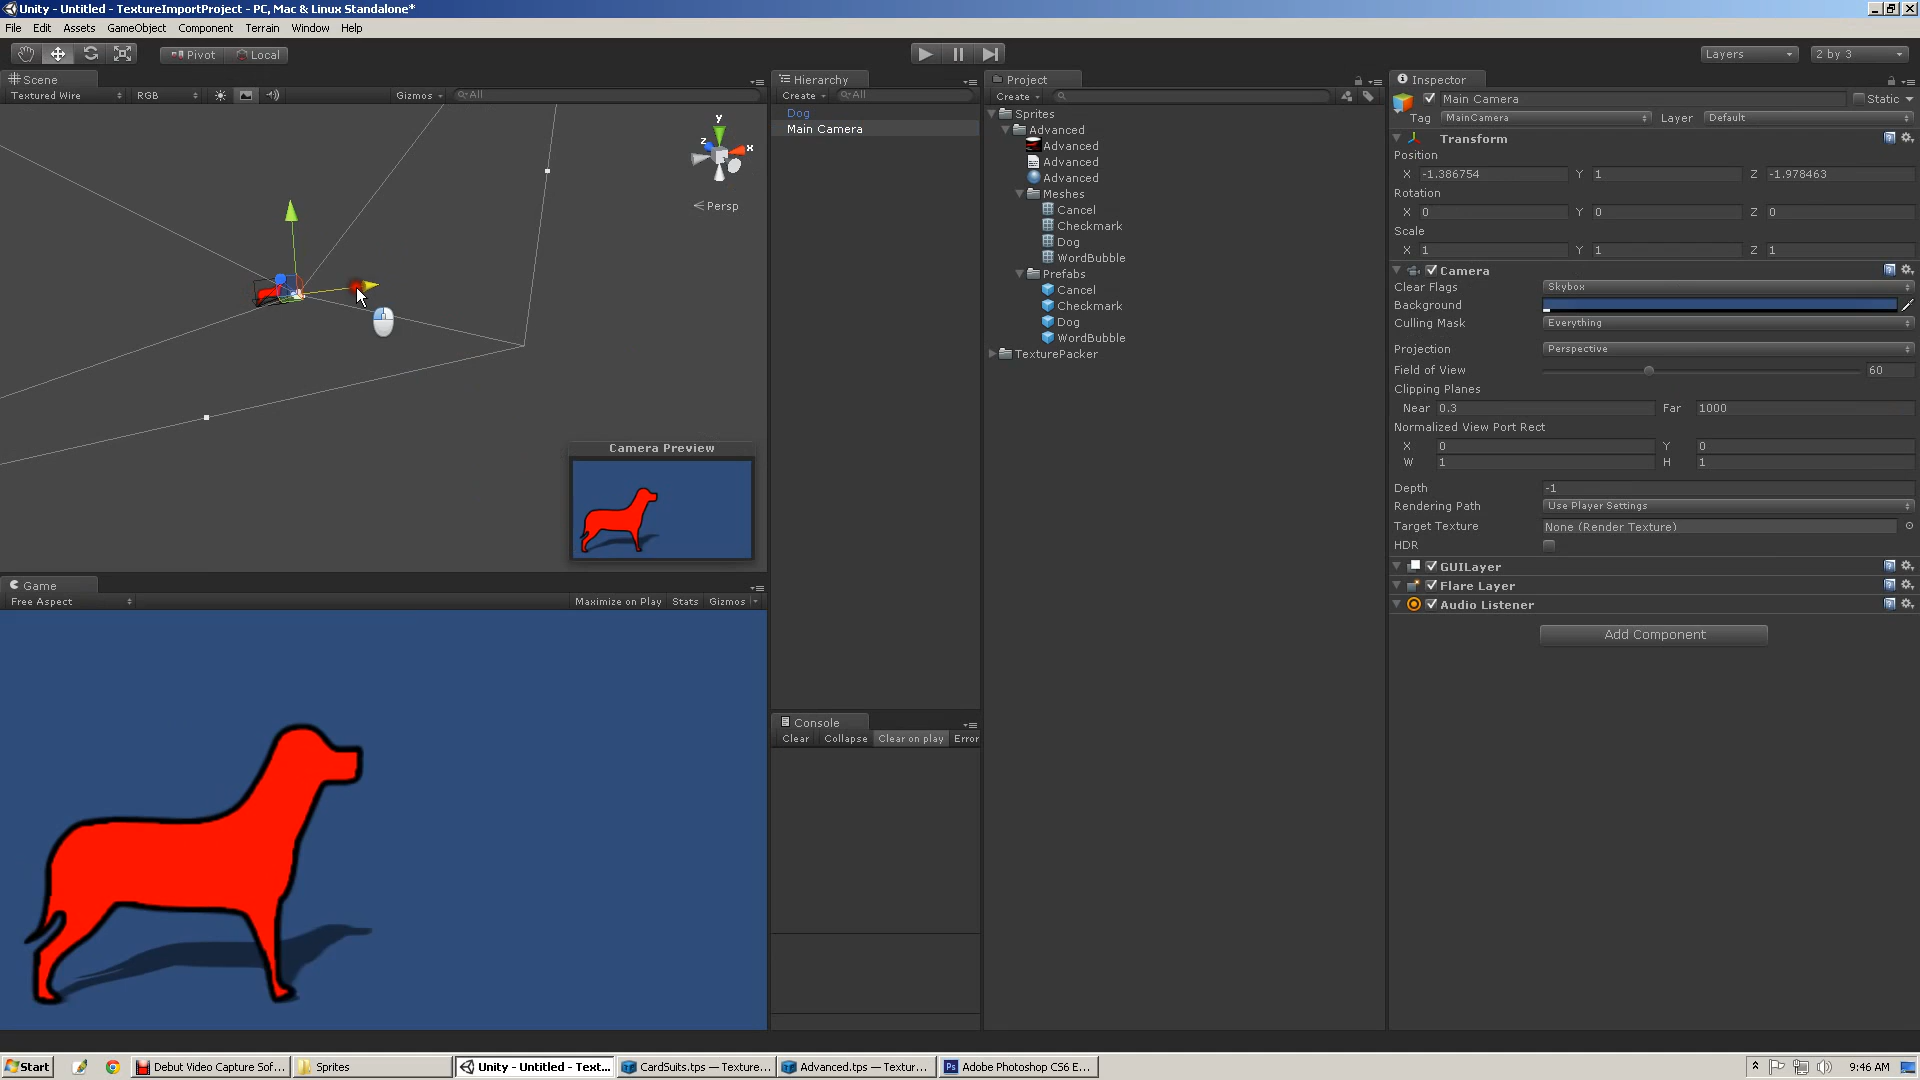 Unity - Untitled - TextureImportProject - PC, Mac & Linux Standalone*
File Edit Assets GameObject Component Terrain Window Help
Pivot Local Layers 2 by 3
Scene
Textured Wire RGB Gizmos All
y
z x
Persp
Camera Preview
Game
Free Aspect Maximize on Play Stats Gizmos
Hierarchy
Create All
Dog
Main Camera
Console
Clear Collapse Clear on play Error
Project
Create
Sprites
Advanced
Advanced
Advanced
Advanced
Meshes
Cancel
Checkmark
Dog
WordBubble
Prefabs
Cancel
Checkmark
Dog
WordBubble
TexturePacker
Inspector
Main Camera Static
Tag MainCamera Layer Default
Transform
Position
X -1.386754 Y 1 Z -1.978463
Rotation
X 0 Y 0 Z 0
Scale
X 1 Y 1 Z 1
Camera
Clear Flags Skybox
Background
Culling Mask Everything
Projection Perspective
Field of View 60
Clipping Planes
Near 0.3 Far 1000
Normalized View Port Rect
X 0 Y 0
W 1 H 1
Depth -1
Rendering Path Use Player Settings
Target Texture None (Render Texture)
HDR
GUILayer
Flare Layer
Audio Listener
Add Component
Start Debut Video Capture Sof... Sprites Unity - Untitled - Text... CardSuits.tps — Texture... Advanced.tps — Textur... Ps Adobe Photoshop CS6 E... 9:46 AM